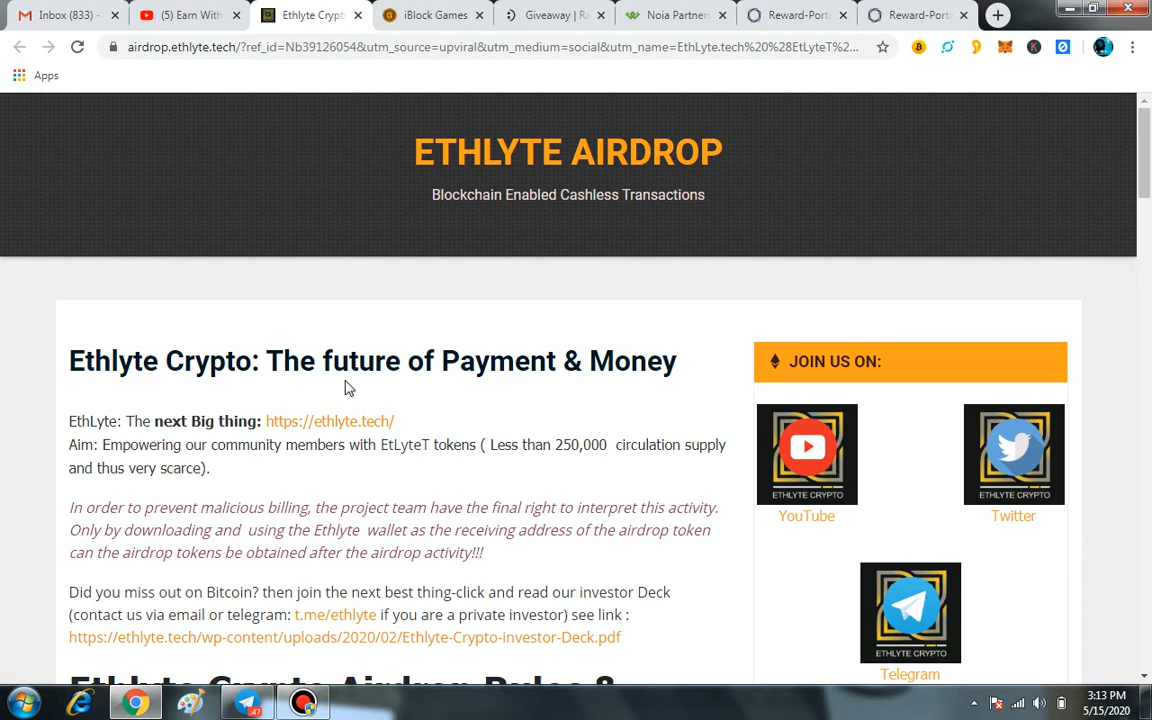 Inbox (833) -
(5) Earn With
Ethlyte Crypt
iBlock Games
Giveaway | R
Noia Partners
Reward-Port
Reward-Port
airdrop.ethlyte.tech/?ref_id=Nb39126054&utm_source=upviral&utm_medium=social&utm_name=EthLyte.tech%20%28EtLyteT%2...
Apps
ETHLYTE AIRDROP
Blockchain Enabled Cashless Transactions
Ethlyte Crypto: The future of Payment & Money
EthLyte: The next Big thing: https://ethlyte.tech/
Aim: Empowering our community members with EtLyteT tokens ( Less than 250,000 circulation supply
and thus very scarce).
In order to prevent malicious billing, the project team have the final right to interpret this activity.
Only by downloading and using the Ethlyte wallet as the receiving address of the airdrop token
can the airdrop tokens be obtained after the airdrop activity!!!
Did you miss out on Bitcoin? then join the next best thing-click and read our investor Deck
(contact us via email or telegram: t.me/ethlyte if you are a private investor) see link :
https://ethlyte.tech/wp-content/uploads/2020/02/Ethlyte-Crypto-investor-Deck.pdf
Ethlyte Crypto Airdrop Rules &
JOIN US ON:
ETHLYTE CRYPTO
YouTube
ETHLYTE CRYPTO
Twitter
ETHLYTE CRYPTO
Telegram
47
3:13 PM
5/15/2020